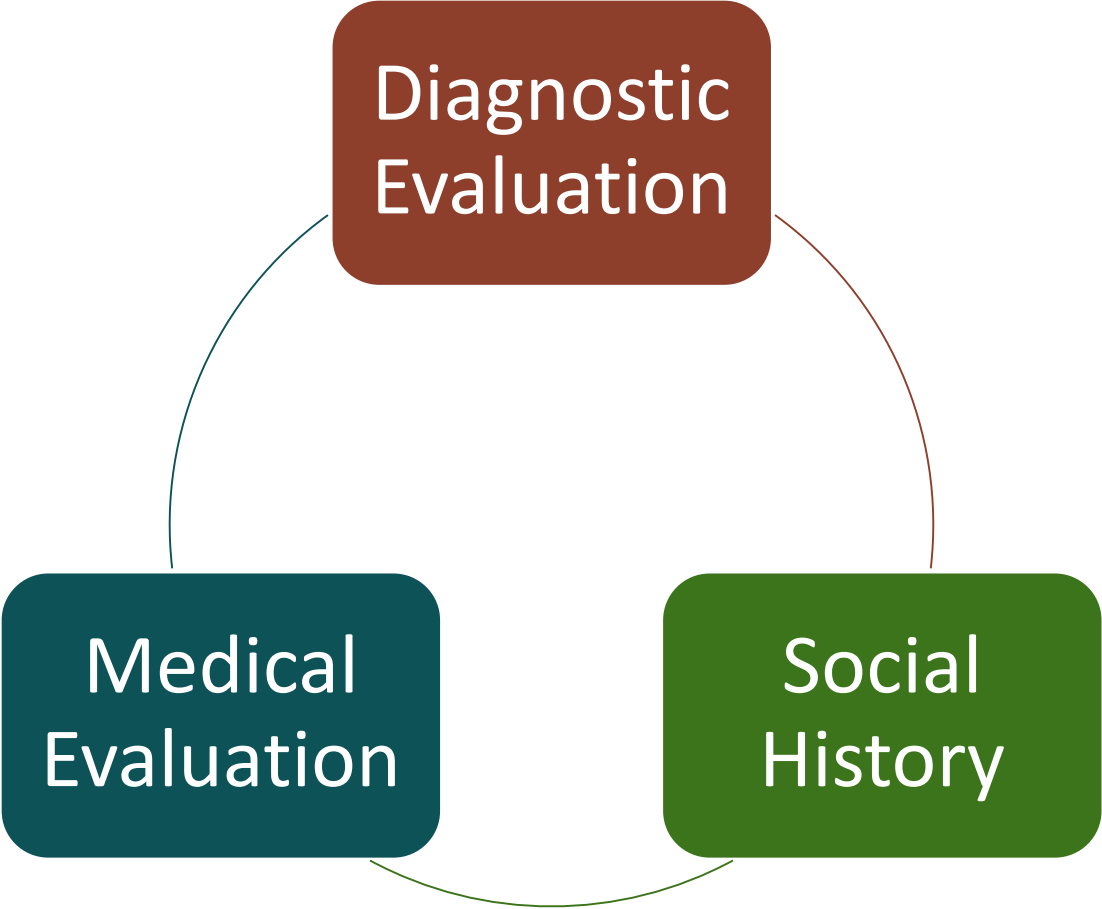 Diagnostic
Evaluation
Medical
Evaluation
Social
History